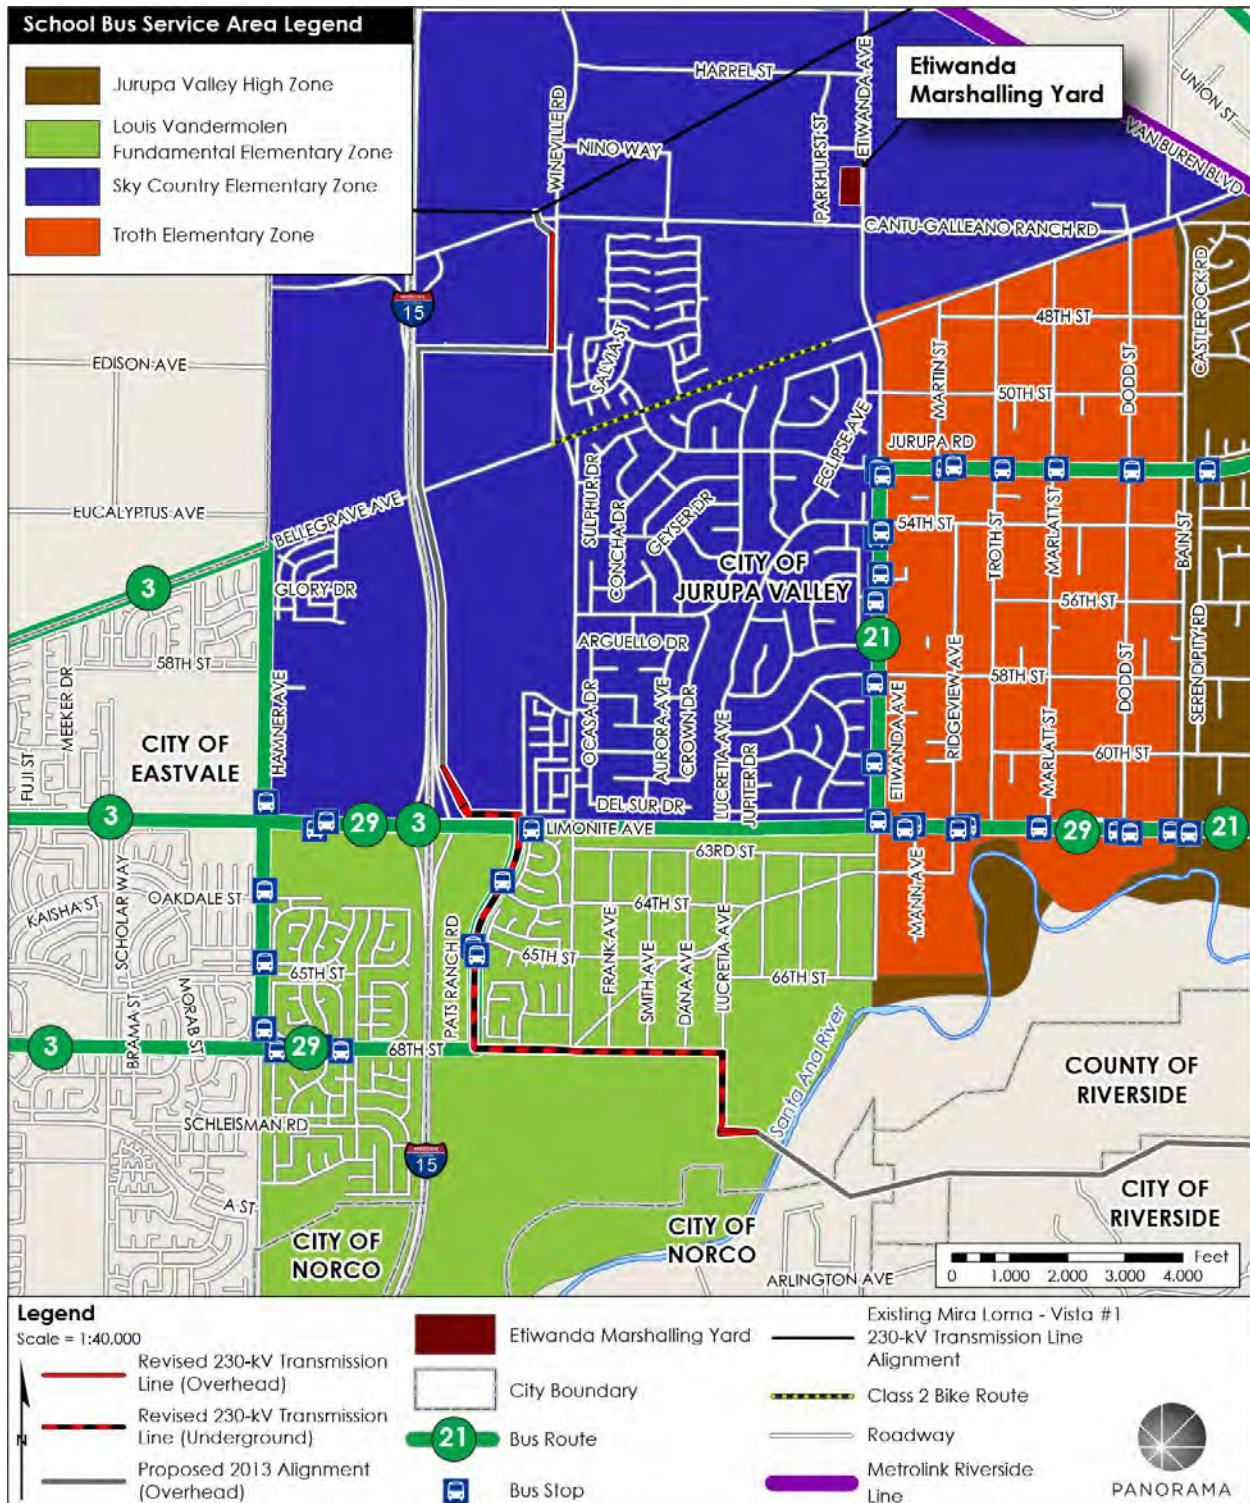 School Bus Service Area Legend
Jurupa Valley High Zone
Louis Vandermolen
Fundamental Elementary Zone
Sky Country Elementary Zone
Troth Elementary Zone
Etiwanda
Marshalling Yard
HARREL ST
ETIWANDA AVE
UNION ST
VAN BUREN BLVD
WINEVILLE RD
NINO WAY
PARKHURST ST
CANTU-GALLEANO RANCH RD
CASTLEROCK RD
15
48TH ST
EDISON AVE
SALVIA ST
MARTIN ST
DODD ST
50TH ST
ECLIPSE AVE
JURUPA RD
SULPHUR DR
CONCHA DR
GEYSER DR
EUCALYPTUS AVE
BELLEGRAVE AVE
54TH ST
TROTH ST
MARLATT ST
BAIN ST
CITY OF
JURUPA VALLEY
3
GLORY DR
56TH ST
21
ARGUELLO DR
58TH ST
MEEKER DR
FUJI ST
HAMNER AVE
OCASA DR
AURORA AVE
CROWN DR
LUCRETIA AVE
JUPITER DR
ETIWANDA AVE
RIDGEVIEW AVE
58TH ST
MARLATT ST
DODD ST
SERENDIPITY RD
60TH ST
CITY OF
EASTVALE
DEL SUR DR
3
29
3
LIMONITE AVE
29
21
63RD ST
MANN AVE
SCHOLAR WAY
OAKDALE ST
KAISHA ST
64TH ST
PATS RANCH RD
65TH ST
65TH ST
FRANK AVE
SMITH AVE
DANA AVE
LUCRETIA AVE
66TH ST
BRAMA ST
MORAB ST
3
29
68TH ST
Santa Ana River
COUNTY OF
RIVERSIDE
SCHLEISMAN RD
15
A ST
CITY OF
NORCO
CITY OF
NORCO
CITY OF
RIVERSIDE
ARLINGTON AVE
Feet
0 1,000 2,000 3,000 4,000
Legend
Scale = 1:40,000
N
Revised 230-kV Transmission
Line (Overhead)
Revised 230-kV Transmission
Line (Underground)
Proposed 2013 Alignment
(Overhead)
Etiwanda Marshalling Yard
City Boundary
21
Bus Route
Bus Stop
Existing Mira Loma - Vista #1
230-kV Transmission Line
Alignment
Class 2 Bike Route
Roadway
Metrolink Riverside
Line
PANORAMA